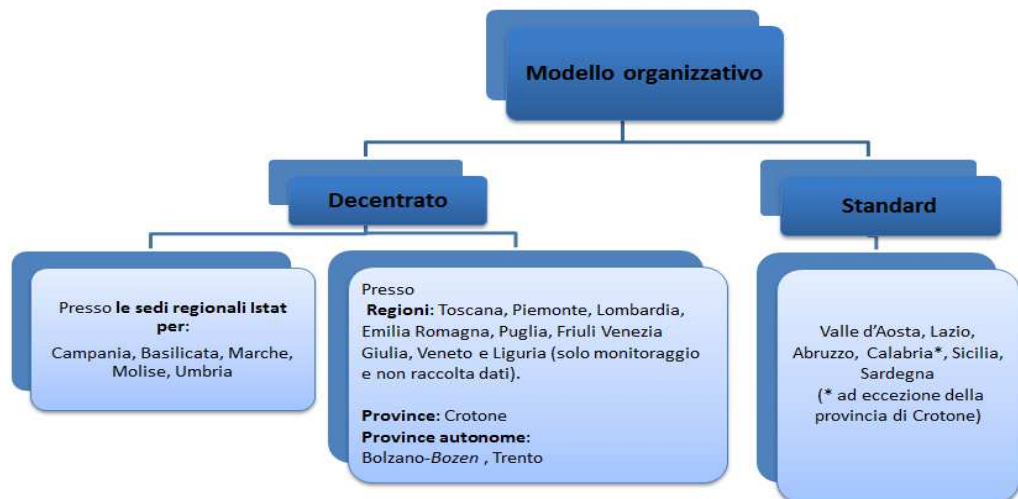 Modello organizzativo
Decentrato
Standard
Presso le sedi regionali Istat
per:
Campania, Basilicata, Marche,
Molise, Umbria
Presso
Regioni: Toscana, Piemonte, Lombardia,
Emilia Romagna, Puglia, Friuli Venezia
Giulia, Veneto e Liguria (solo monitoraggio
e non raccolta dati).
Province: Crotone
Province autonome:
Bolzano-Bozen , Trento
Valle d’Aosta, Lazio,
Abruzzo, Calabria*, Sicilia,
Sardegna
(* ad eccezione della
provincia di Crotone)